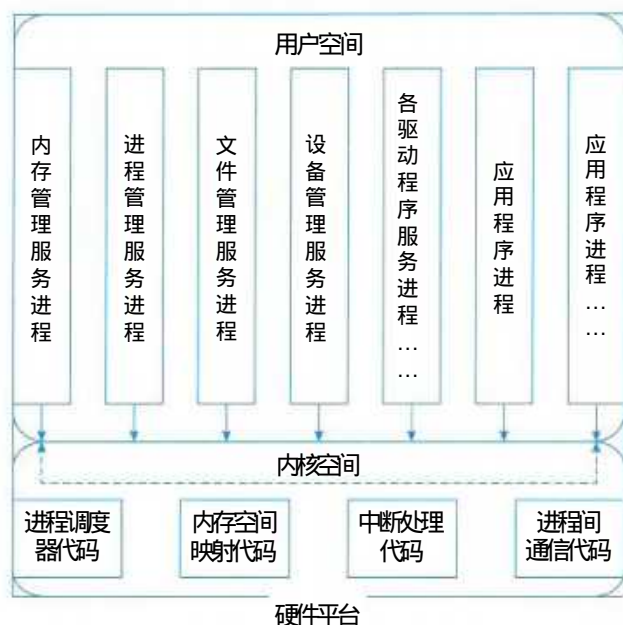 用户空间
内存管理服务进程
进程管理服务进程
文件管理服务进程
设备管理服务进程
各驱动程序服务进程……
应用程序进程
应用程序进程……
内核空间
进程调度
器代码
内存空间
映射代码
中断处理
代码
进程间
通信代码
硬件平台